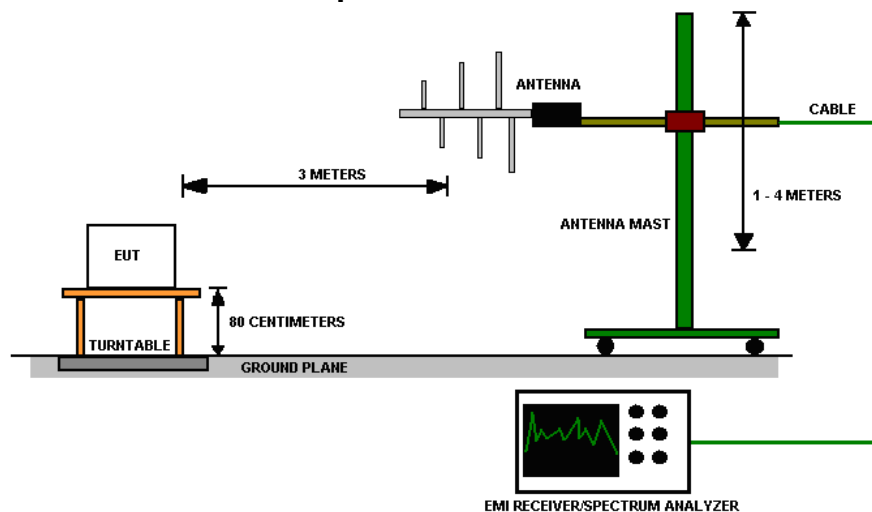 ANTENNA
CABLE
3 METERS
1 - 4 METERS
ANTENNA MAST
EUT
80 CENTIMETERS
TURNTABLE
GROUND PLANE
EMI RECEIVER/SPECTRUM ANALYZER